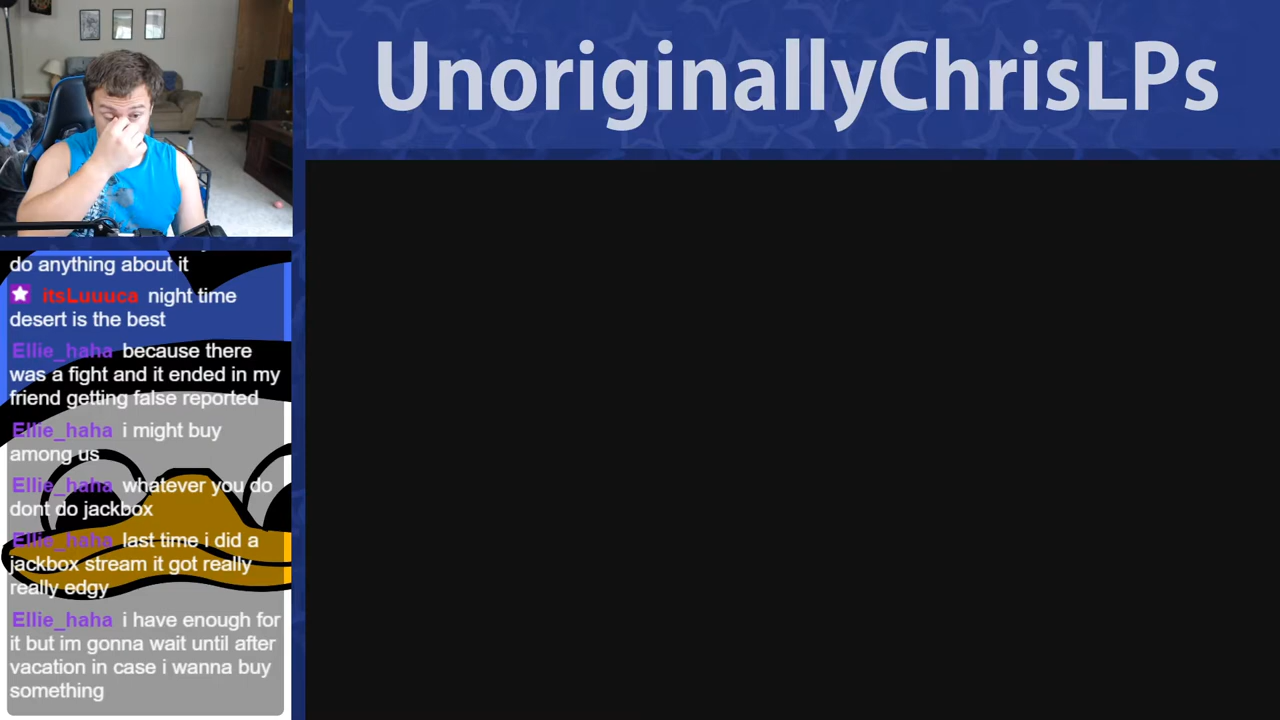 UnoriginallyChrisLPs
do anything about it
itsLuuuca night time
desert is the best
Ellie_haha because there
was a fight and it ended in my
friend getting false reported
Ellie_haha i might buy
among us
Ellie_haha whatever you do
dont do jackbox
Ellie_haha last time i did a
jackbox stream it got really
really edgy
Ellie_haha i have enough for
it but im gonna wait until after
vacation in case i wanna buy
something